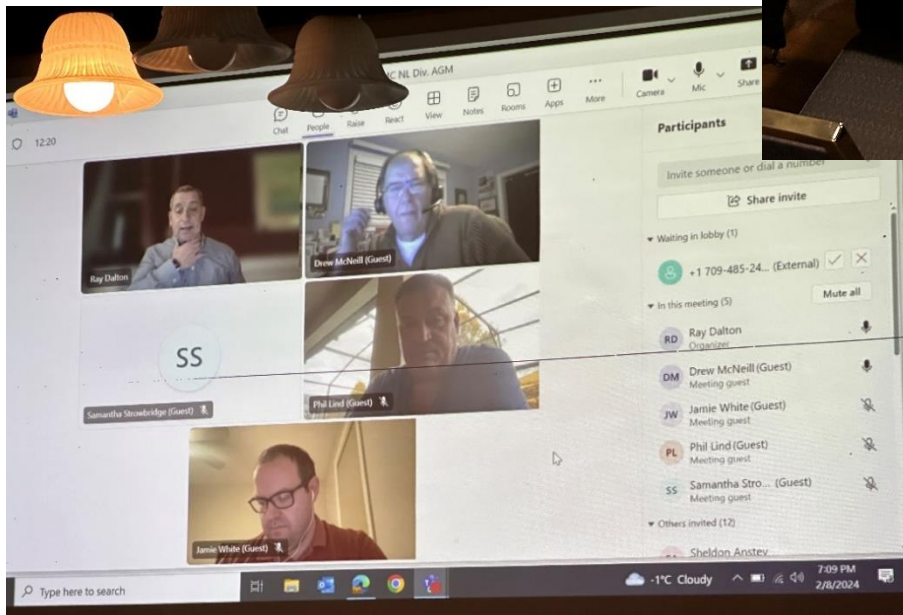 NL Div. AGM
12:20
Chat
People
Raise
React
View
Notes
Rooms
Apps
More
Camera
Mic
Share
Participants
Invite someone or dial a number
Share invite
Waiting in lobby (1)
+1 709-485-24... (External)
Mute all
In this meeting (5)
RD
Ray Dalton
Organizer
DM
Drew McNeill (Guest)
Meeting guest
JW
Jamie White (Guest)
Meeting guest
PL
Phil Lind (Guest)
Meeting guest
SS
Samantha Stro... (Guest)
Meeting guest
Others invited (12)
Sheldon Anstey
Ray Dalton
Drew McNeill (Guest)
SS
Samantha Strowbridge (Guest)
Phil Lind (Guest)
Jamie White (Guest)
Type here to search
-1°C Cloudy
7:09 PM
2/8/2024